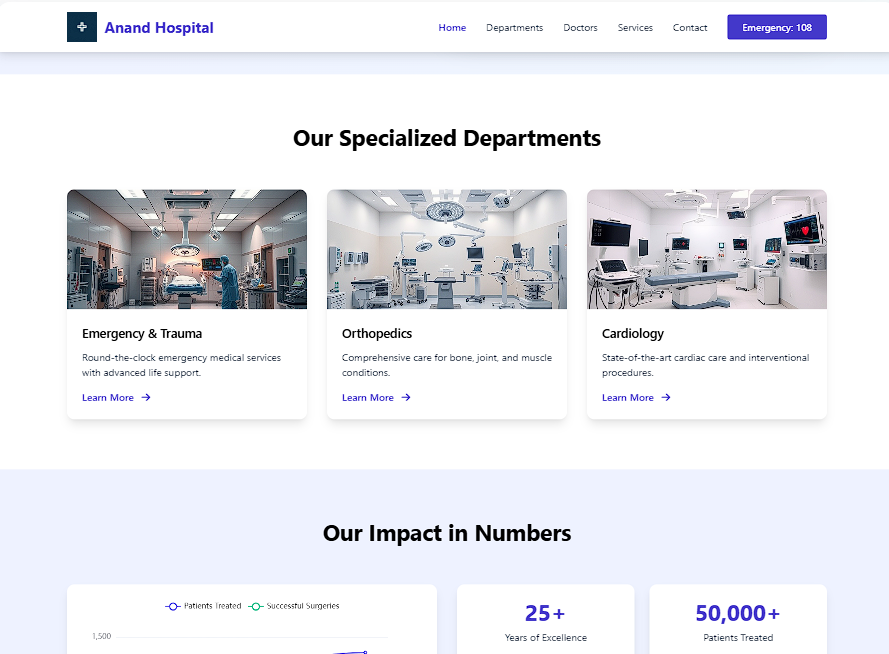 Anand Hospital
Home Departments Doctors Services Contact Emergency: 108
Our Specialized Departments
Emergency & Trauma
Round-the-clock emergency medical services
with advanced life support.
Learn More →
Orthopedics
Comprehensive care for bone, joint, and muscle
conditions.
Learn More →
Cardiology
State-of-the-art cardiac care and interventional
procedures.
Learn More →
Our Impact in Numbers
Patients Treated Successful Surgeries
1,500
25+
Years of Excellence
50,000+
Patients Treated